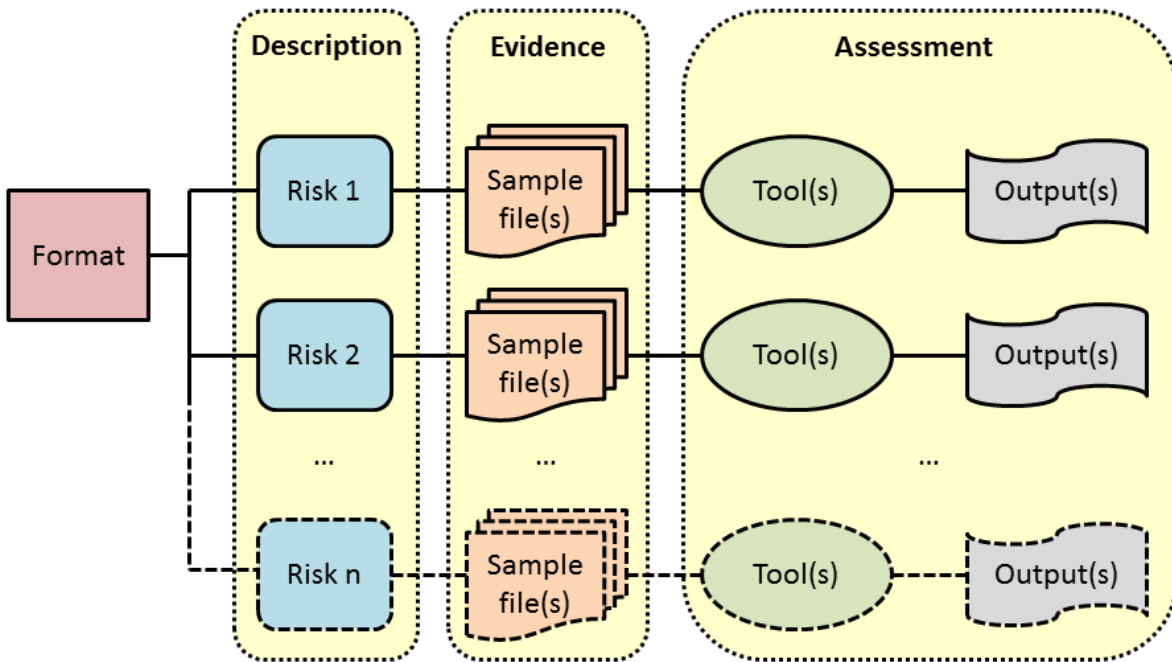 Description
Evidence
Assessment
Format
Risk 1
Sample
file(s)
Tool(s)
Output(s)
Risk 2
Sample
file(s)
Tool(s)
Output(s)
...
...
...
Risk n
Sample
file(s)
Tool(s)
Output(s)